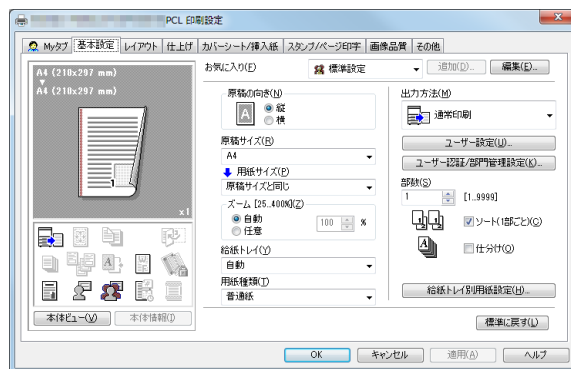 PCL 印刷設定
Myタブ 基本設定 レイアウト 仕上げ カバーシート/挿入紙 スタンプ/ページ印字 画像品質 その他
A4 (210x297 mm)
A4 (210x297 mm)
1
x1
本体ビュー(V)
本体情報(I)
お気に入り(F)
標準設定
追加(D)...
編集(E)...
原稿の向き(N)
A
縦
横
原稿サイズ(R)
A4
用紙サイズ(P)
原稿サイズと同じ
ズーム [25..400%](Z)
自動
任意
100
%
給紙トレイ(Y)
自動
用紙種類(T)
普通紙
出力方法(M)
通常印刷
ユーザー設定(U)...
ユーザー認証/部門管理設定(K)...
部数(S)
1
[1..9999]
ソート(1部ごと)(C)
仕分け(O)
給紙トレイ別用紙設定(H)...
標準に戻す(L)
OK
キャンセル
適用(A)
ヘルプ